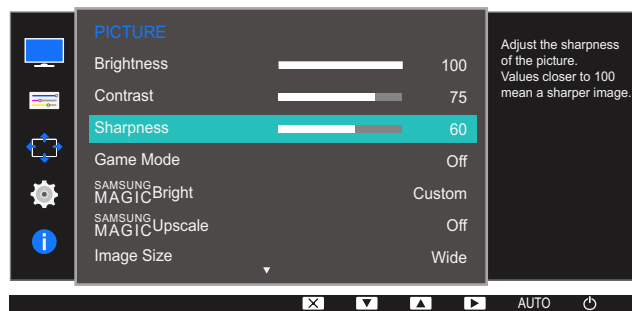 PICTURE
Brightness 100
Contrast 75
Sharpness 60
Game Mode Off
SAMSUNG
MAGICBright Custom
SAMSUNG
MAGICUpscale Off
Image Size Wide
Adjust the sharpness
of the picture.
Values closer to 100
mean a sharper image.
AUTO